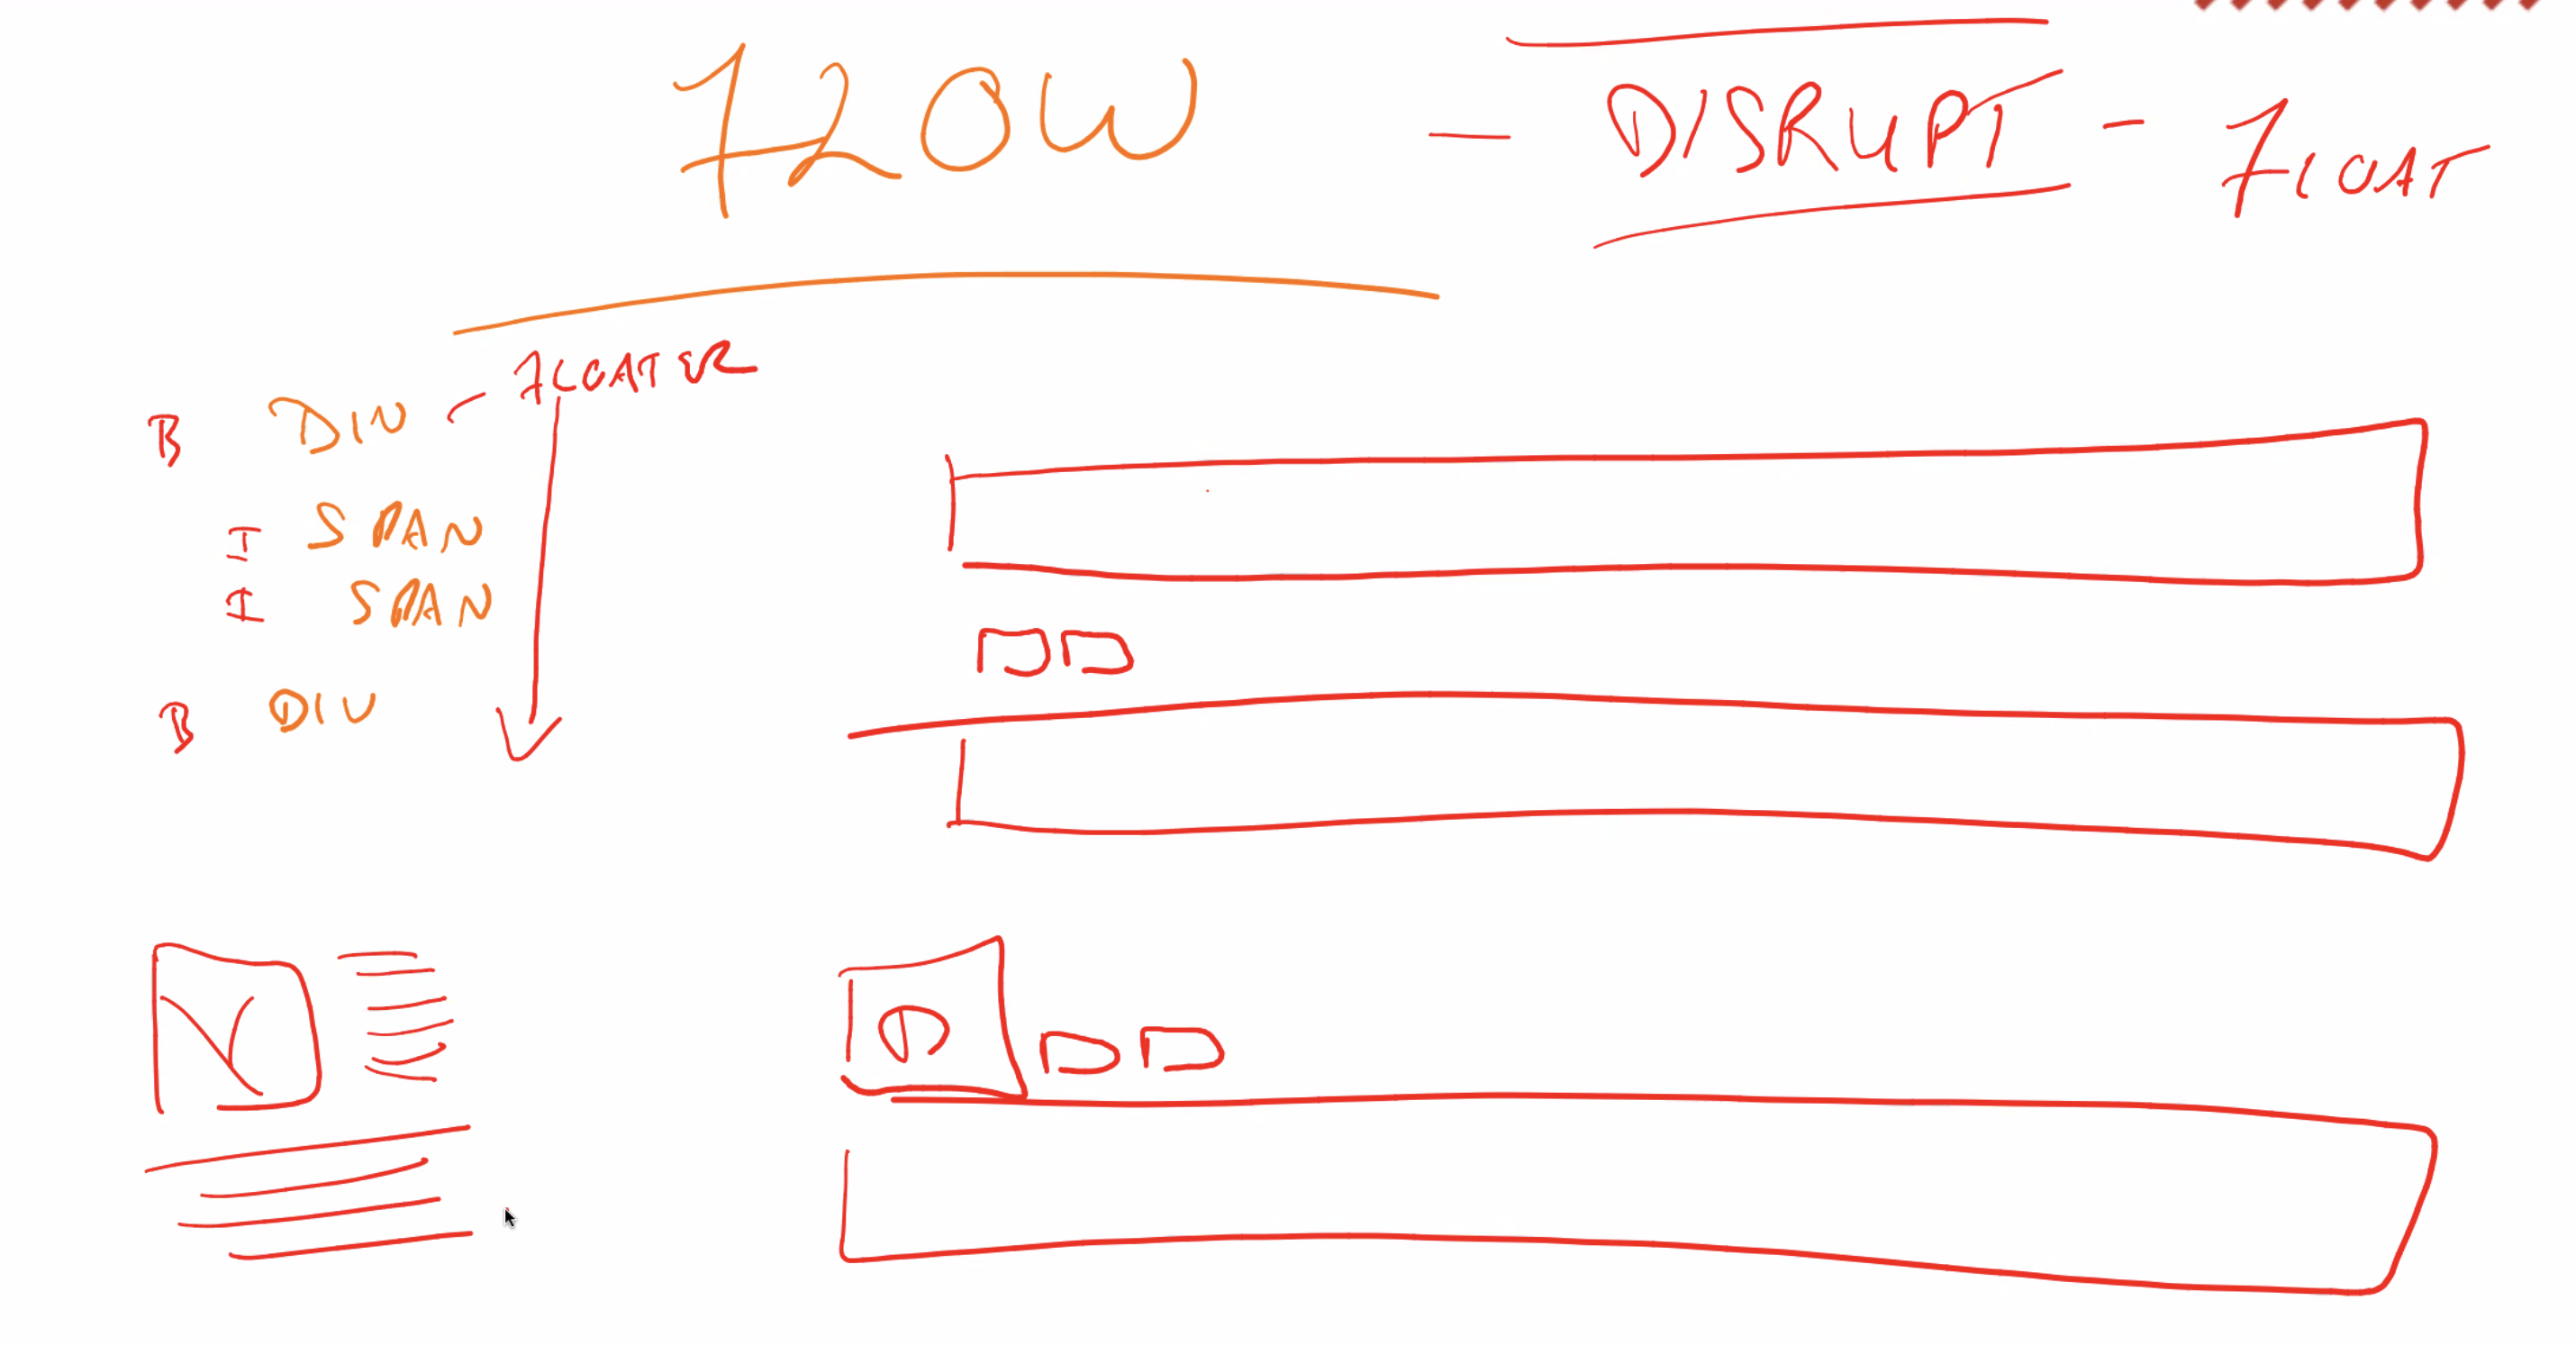 FLOW — DISRUPT - FLOAT
FLOATER
B DIV
I SPAN
I SPAN
B DIV
D